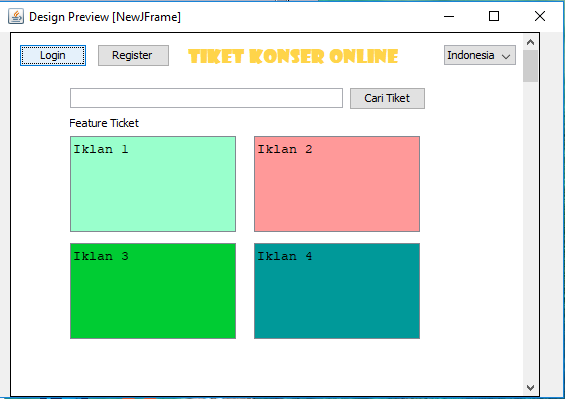 Design Preview [NewJFrame]
Login Register TIKET KONSER ONLINE Indonesia
Cari Tiket
Feature Ticket
Iklan 1 Iklan 2
Iklan 3 Iklan 4